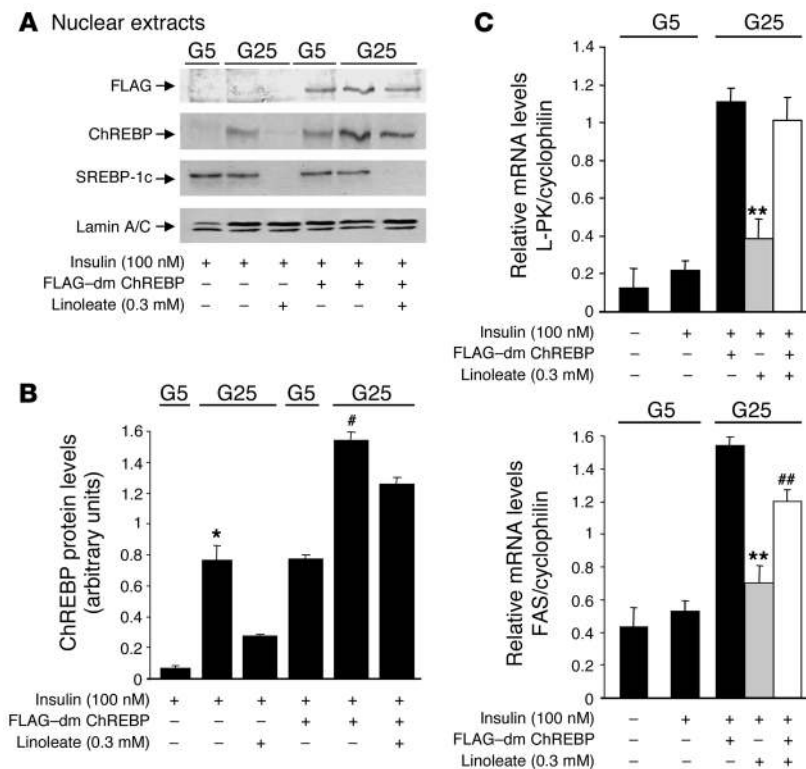 A Nuclear extracts
G5 G25 G5 G25
FLAG
ChREBP
SREBP-1c
Lamin A/C
Insulin (100 nM) + + + + + +
FLAG–dm ChREBP – – – + + +
Linoleate (0.3 mM) – – + – – +
B
G5 G25 G5 G25
ChREBP protein levels
(arbitrary units)
1.6
1.4
1.2
1
0.8
0.6
0.4
0.2
0
* #
Insulin (100 nM) + + + + + +
FLAG–dm ChREBP – – – + + +
Linoleate (0.3 mM) – – + – – +
C
G5 G25
Relative mRNA levels
L-PK/cyclophilin
1.4
1.2
1
0.8
0.6
0.4
0.2
0
**
Insulin (100 nM) – + + + +
FLAG–dm ChREBP – – + – +
Linoleate (0.3 mM) – – – + +
G5 G25
Relative mRNA levels
FAS/cyclophilin
1.6
1.4
1.2
1
0.8
0.6
0.4
0.2
0
** ##
Insulin (100 nM) – + + + +
FLAG–dm ChREBP – – + – +
Linoleate (0.3 mM) – – – + +